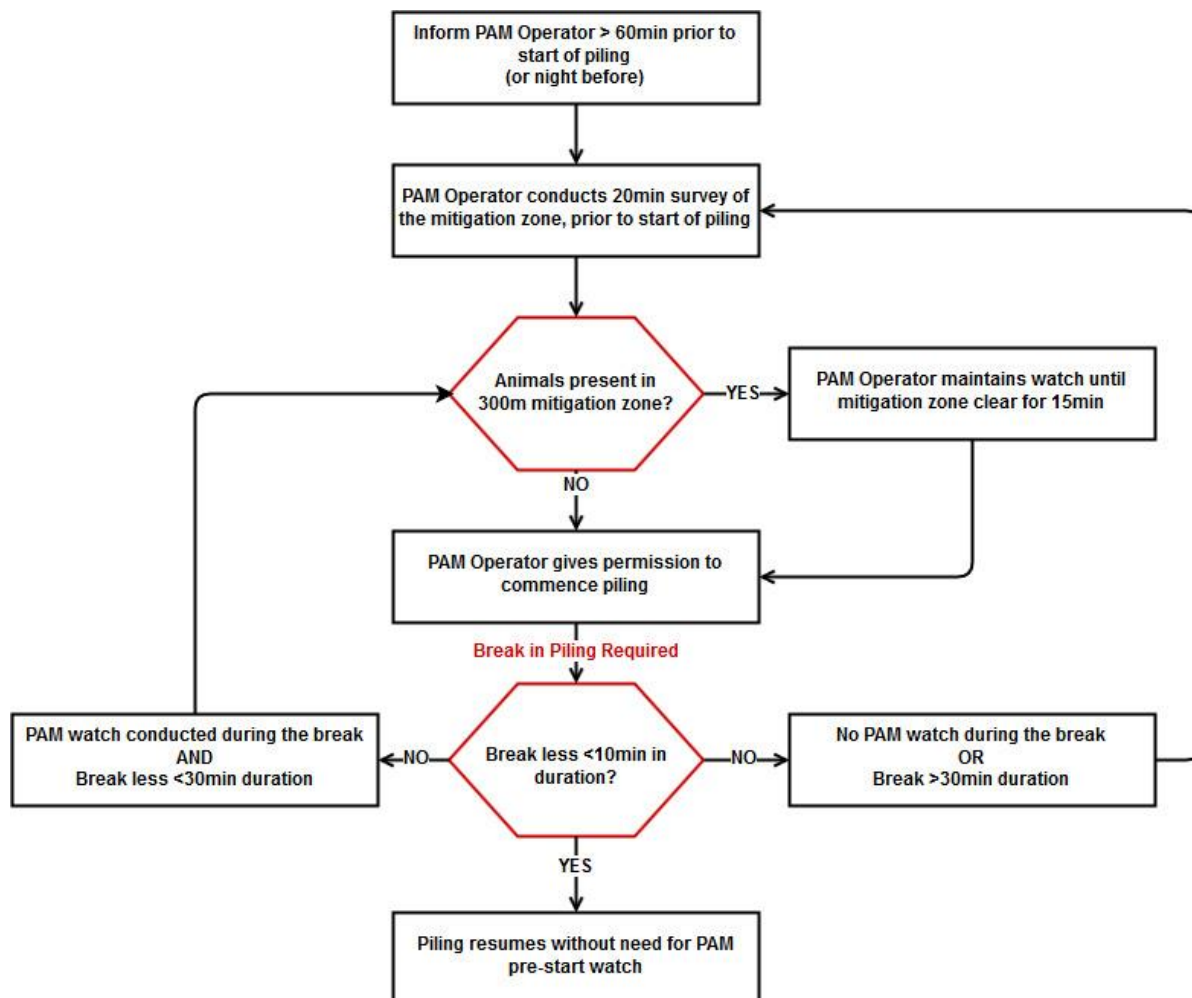 Inform PAM Operator > 60min prior to
start of piling
(or night before)
PAM Operator conducts 20min survey of
the mitigation zone, prior to start of piling
Animals present in
300m mitigation zone?
YES
PAM Operator maintains watch until
mitigation zone clear for 15min
NO
PAM Operator gives permission to
commence piling
Break in Piling Required
PAM watch conducted during the break
AND
Break less <30min duration
NO
Break less <10min in
duration?
NO
No PAM watch during the break
OR
Break >30min duration
YES
Piling resumes without need for PAM
pre-start watch